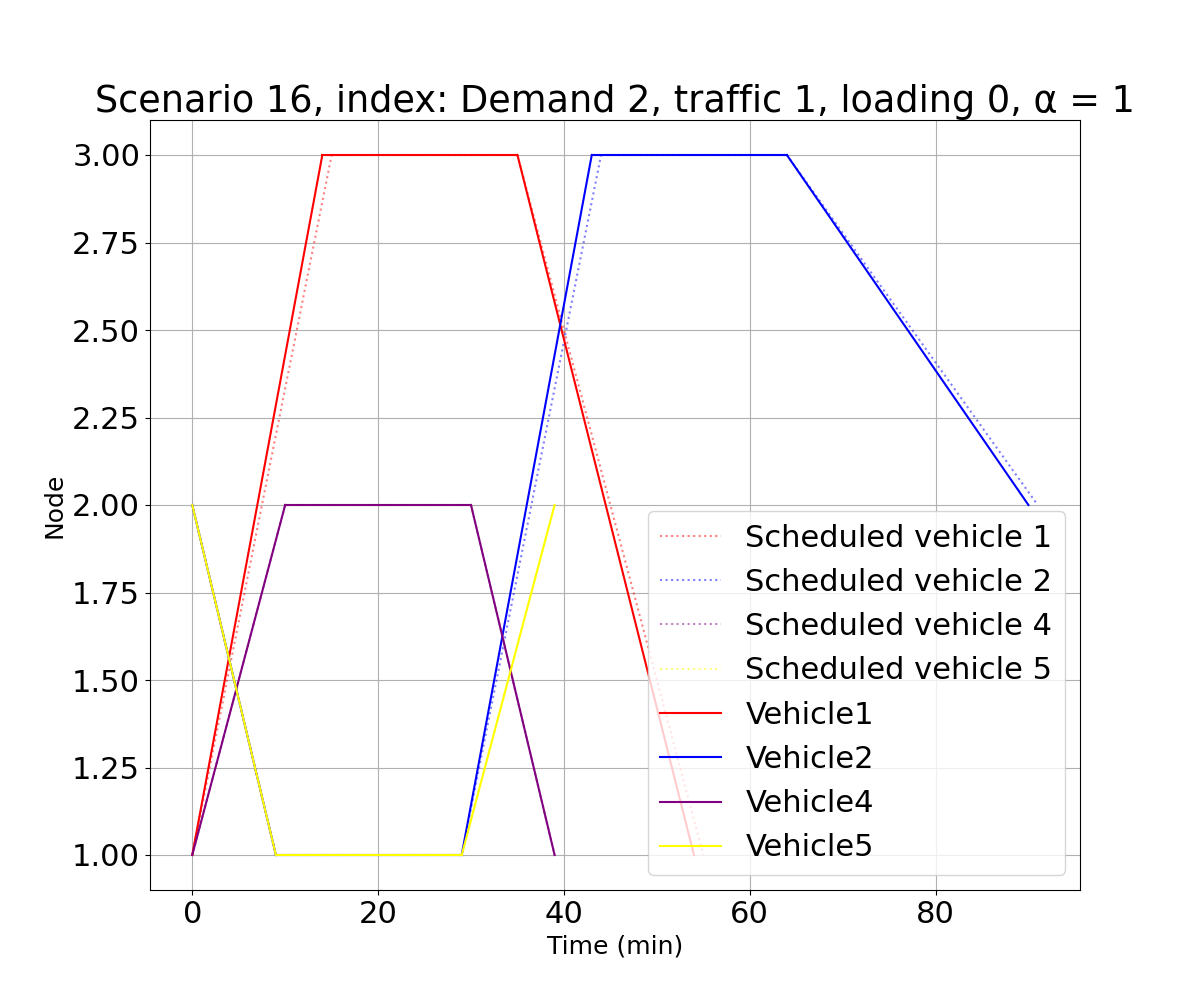 Scenario 16, index: Demand 2, traffic 1, loading 0, α = 1
3.00
2.75
2.50
2.25
2.00
1.75
1.50
1.25
1.00
Node
Scheduled vehicle 1
Scheduled vehicle 2
Scheduled vehicle 4
Scheduled vehicle 5
Vehicle1
Vehicle2
Vehicle4
Vehicle5
0 20 40 60 80
Time (min)